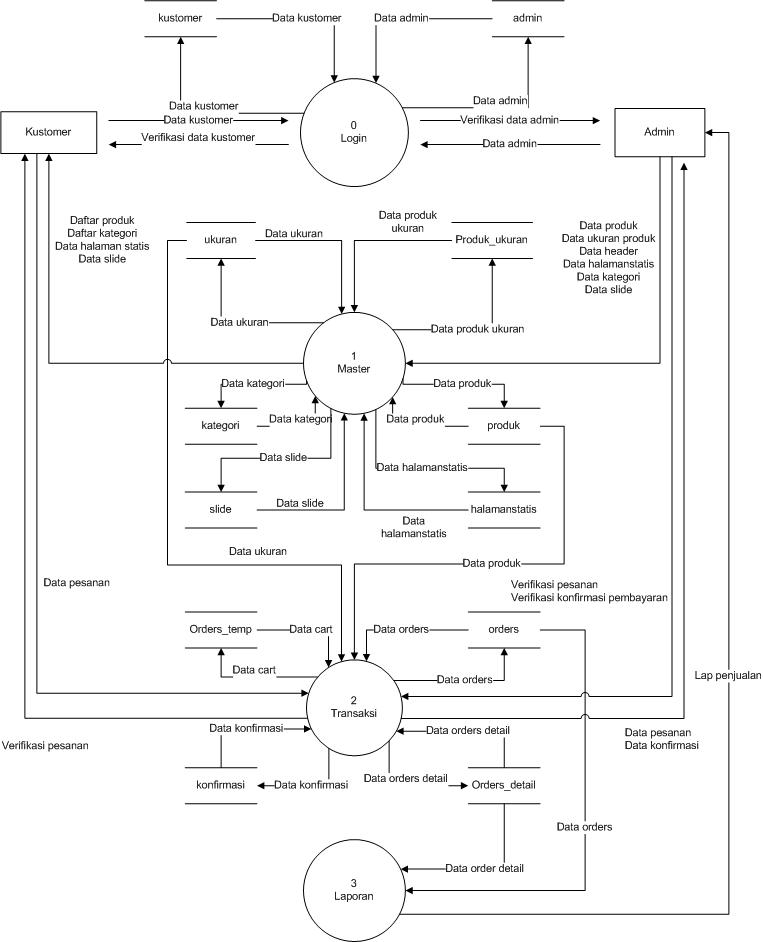 kustomer
Data kustomer
Data admin
admin
Data kustomer
Data kustomer
Verifikasi data kustomer
0
Login
Data admin
Verifikasi data admin
Data admin
Kustomer
Admin
Daftar produk
Daftar kategori
Data halaman statis
Data slide
ukuran
Data ukuran
Data produk
ukuran
Produk_ukuran
Data produk
Data ukuran produk
Data header
Data halamanstatis
Data kategori
Data slide
Data ukuran
Data produk ukuran
1
Master
Data kategori
Data produk
kategori
Data kategori
Data produk
produk
Data slide
Data halamanstatis
slide
Data slide
Data
halamanstatis
halamanstatis
Data ukuran
Data produk
Data pesanan
Verifikasi pesanan
Verifikasi konfirmasi pembayaran
Orders_temp
Data cart
Data orders
orders
Data cart
Data orders
Lap penjualan
2
Transaksi
Verifikasi pesanan
Data konfirmasi
Data orders detail
Data pesanan
Data konfirmasi
konfirmasi
Data konfirmasi
Data orders detail
Orders_detail
Data orders
Data order detail
3
Laporan